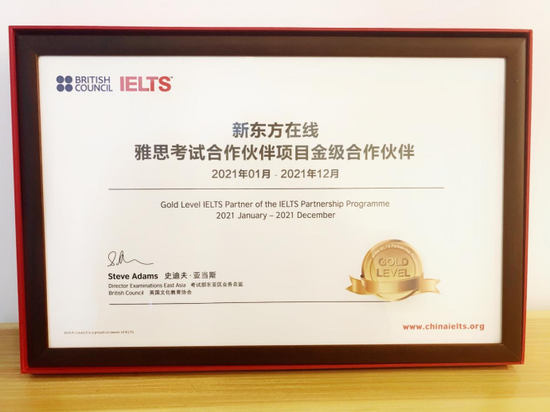 BRITISH
COUNCIL
IELTS
新东方在线
雅思考试合作伙伴项目金级合作伙伴
2021年01月 - 2021年12月
Gold Level IELTS Partner of the IELTS Partnership Programme
2021 January – 2021 December
Steve Adams 史迪夫·亚当斯
Director Examinations East Asia 考试部东亚区业务总监
British Council 英国文化教育协会
GOLD
LEVEL
www.chinaielts.org